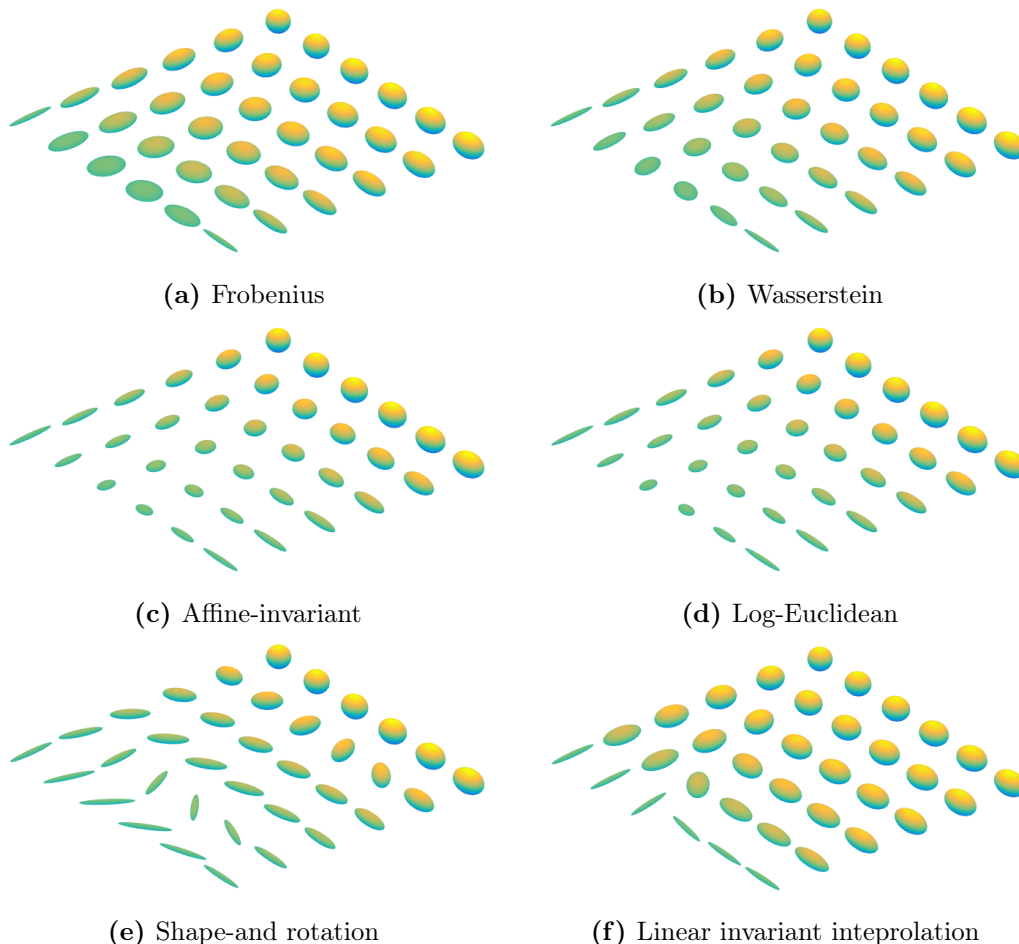 (a) Frobenius
(b) Wasserstein
(c) Affine-invariant
(d) Log-Euclidean
(e) Shape-and rotation
(f) Linear invariant inteprolation